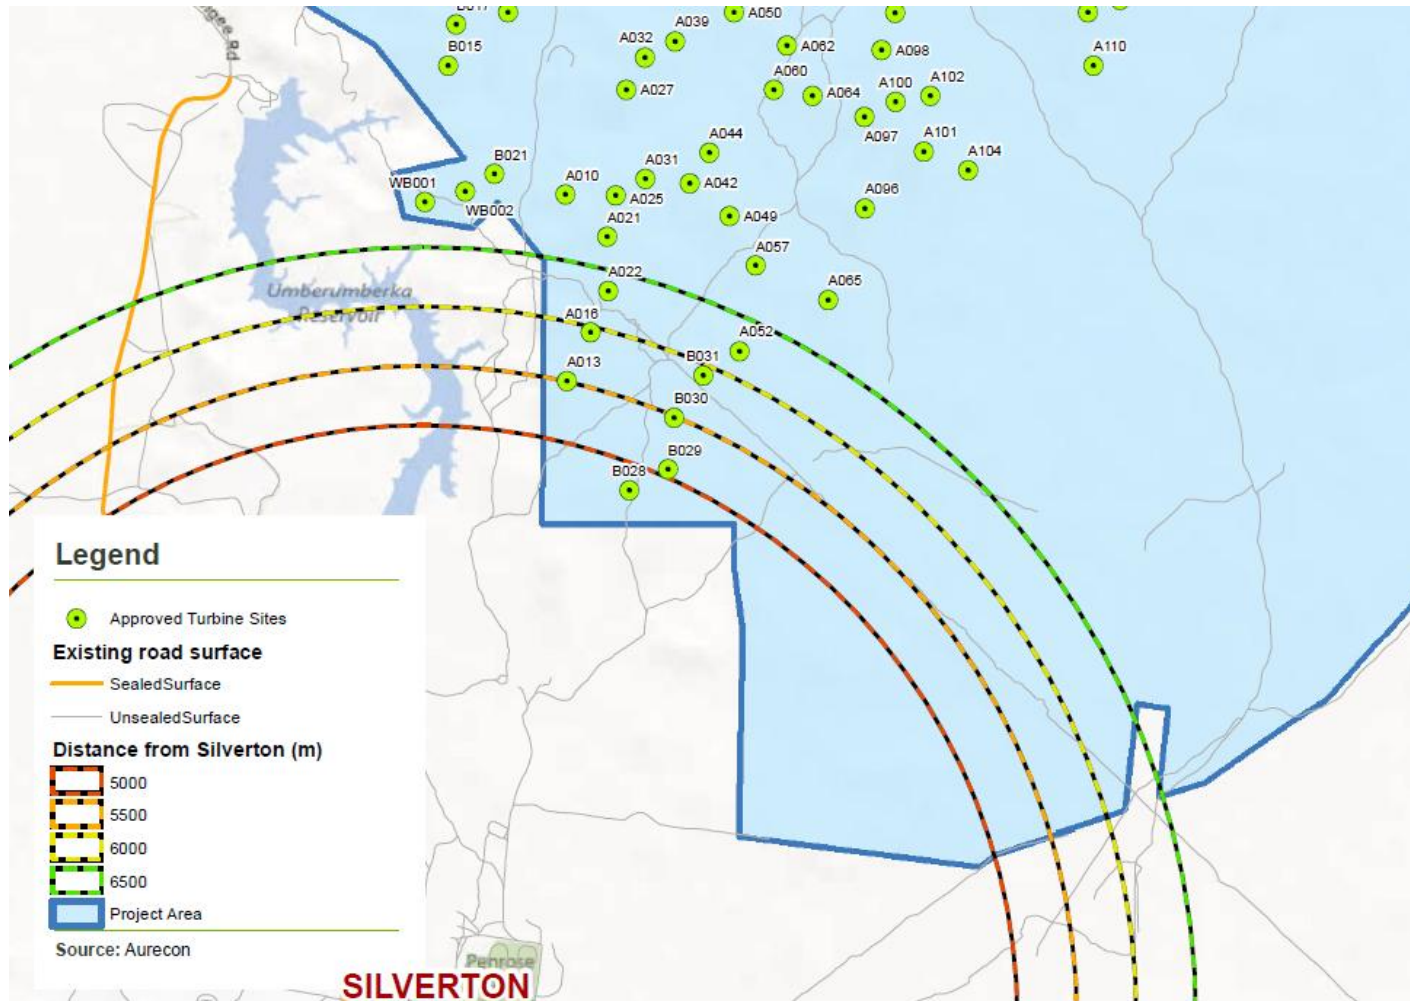 B017
A039
A050
ngee Rd
B015
A032
A062
A098
A110
A027
A060
A064
A100
A102
A097
A101
A044
A104
B021
A031
WB001
A010
A042
A096
WB002
A025
A021
A049
A057
A022
A065
Umberumberka
Reservoir
A016
A052
A013
B031
B030
B029
B028
Legend
Approved Turbine Sites
Existing road surface
SealedSurface
UnsealedSurface
Distance from Silverton (m)
5000
5500
6000
6500
Project Area
Source: Aurecon
Penrose
SILVERTON